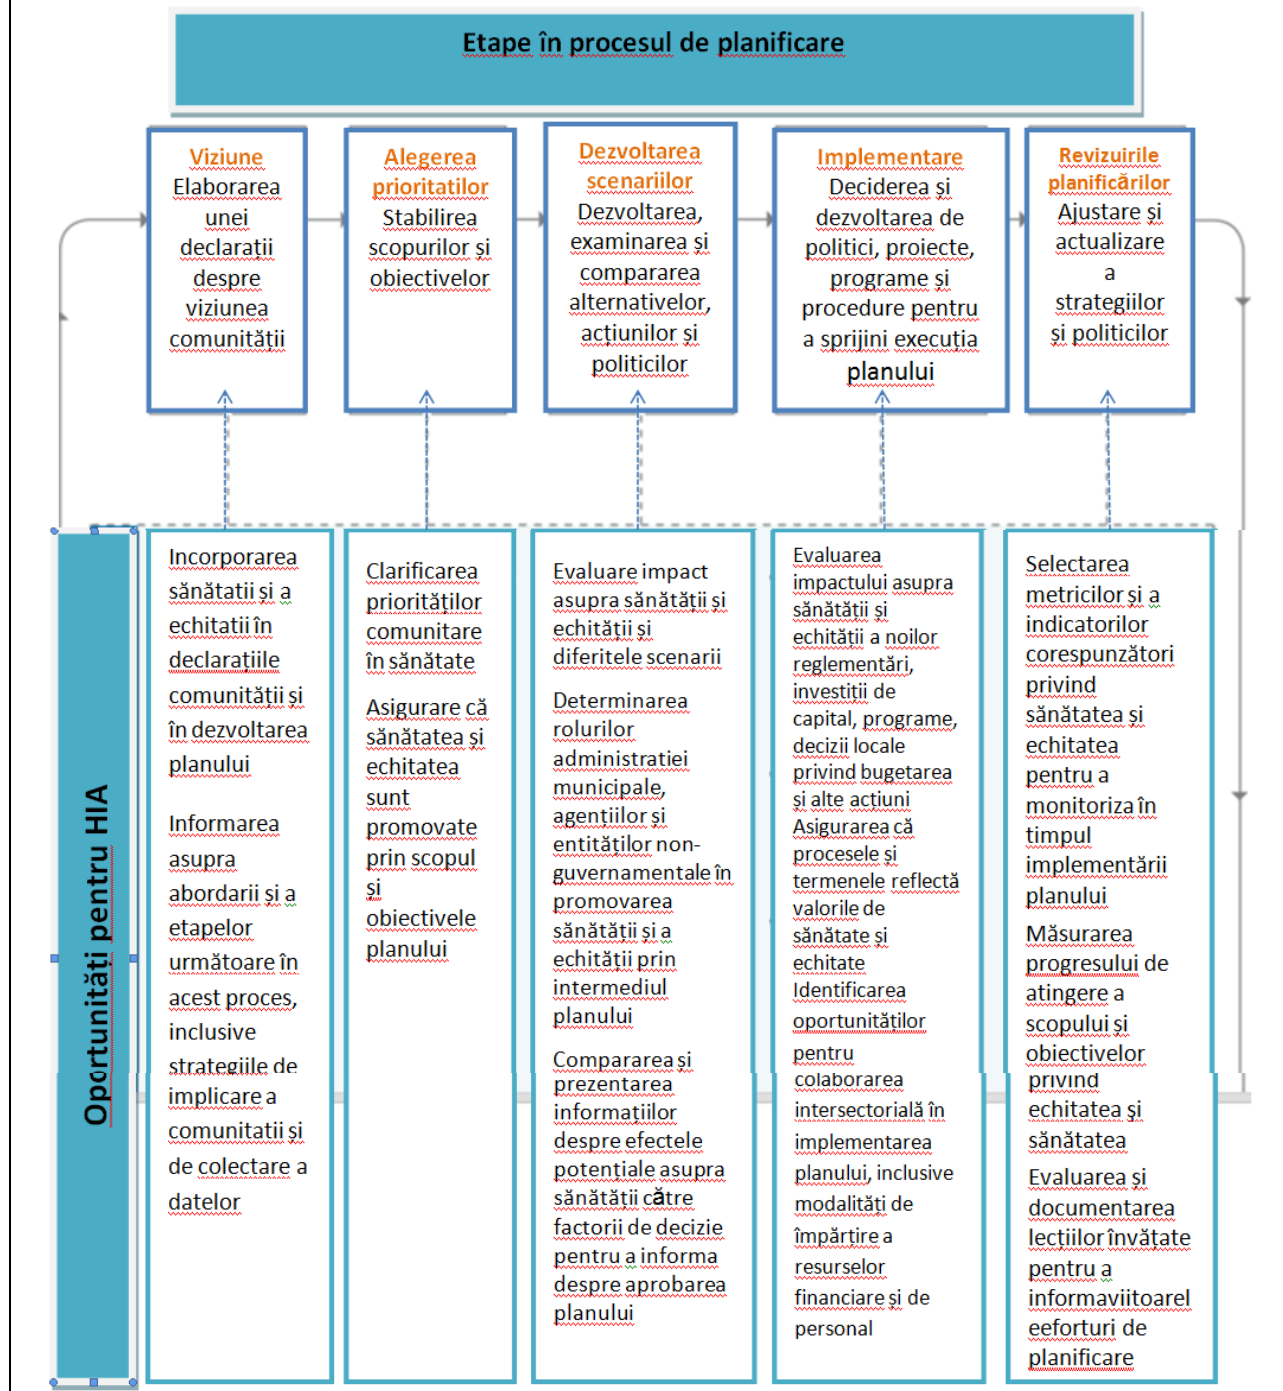 Etape în procesul de planificare
Viziune
Elaborarea
unei
declarații
despre
viziunea
comunității
Alegerea
prioritatilor
Stabilirea
scopurilor și
obiectivelor
Dezvoltarea
scenariilor
Dezvoltarea,
examinarea și
compararea
alternativelor,
acțiunilor și
politicilor
Implementare
Deciderea și
dezvoltarea de
politici, proiecte,
programe și
procedure pentru
a sprijini execuția
planului
Revizuirile
planificărilor
Ajustare și
actualizare
a
strategiilor
și politicilor
Oportunități pentru HIA
Incorporarea
sănătatii și a
echitatii în
declarațiile
comunității și
în dezvoltarea
planului
Informarea
asupra
abordarii și a
etapelor
următoare în
acest proces,
inclusive
strategiile de
implicare a
comunitatii și
de colectare a
datelor
Clarificarea
priorităților
comunitare
în sănătate
Asigurare că
sănătatea și
echitatea
sunt
promovate
prin scopul
și
obiectivele
planului
Evaluare impact
asupra sănătății și
echității și
diferitele scenarii
Determinarea
rolurilor
administratiei
municipale,
agențiilor și
entităților non-
guvernamentale în
promovarea
sănătății și a
echității prin
intermediul
planului
Compararea și
prezentarea
informațiilor
despre efectele
potențiale asupra
sănătății către
factorii de decizie
pentru a informa
despre aprobarea
planului
Evaluarea
impactului asupra
sănătății și
echității a noilor
reglementări,
investiții de
capital, programe,
decizii locale
privind bugetarea
și alte actiuni
Asigurarea că
procesele și
termenele reflectă
valorile de
sănătate și
echitate
Identificarea
oportunităților
pentru
colaborarea
intersectorială în
implementarea
planului, inclusive
modalități de
împărțire a
resurselor
financiare și de
personal
Selectarea
metricilor și a
indicatorilor
corespunzători
privind
sănătatea și
echitatea
pentru a
monitoriza în
timpul
implementării
planului
Măsurarea
progresului de
atingere a
scopului și
obiectivelor
privind
echitatea și
sănătatea
Evaluarea și
documentarea
lecțiilor învățate
pentru a
informaviitoarel
eeforturi de
planificare